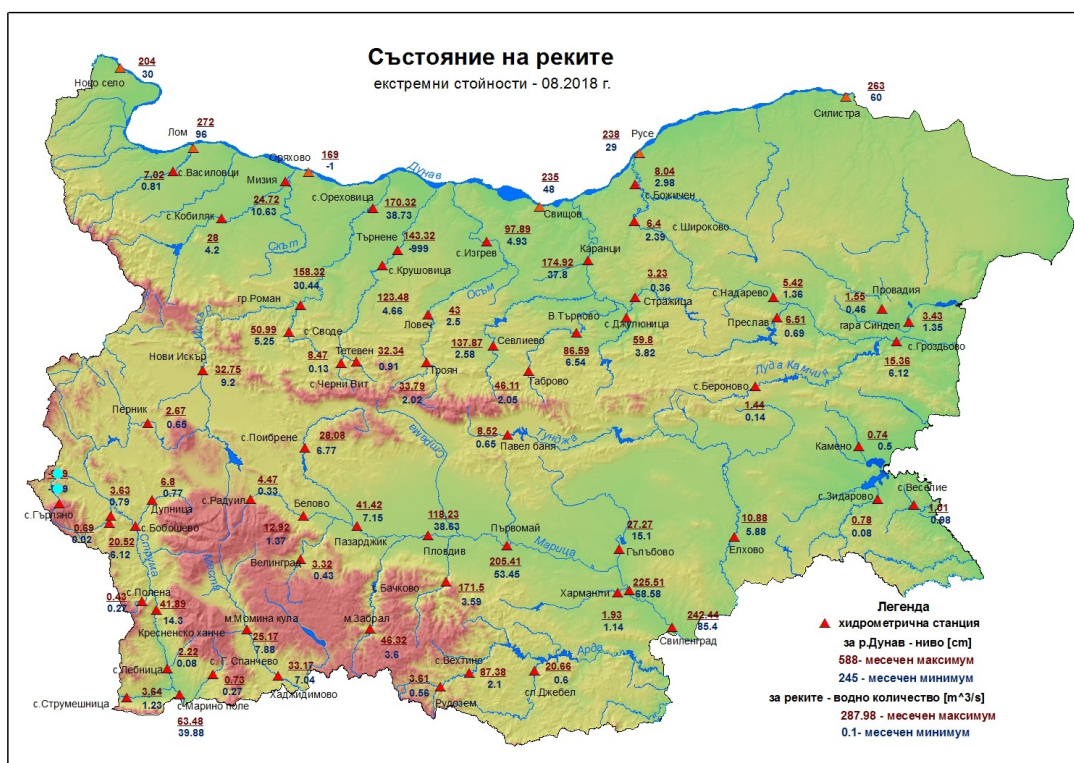 Състояние на реките
екстремни стойности - 08.2018 г.
204
30
Ново село
263
60
Силистра
272
96
Лом
169
-1
Оряхово
238
29
Русе
Дунав
235
48
Свищов
7.02
0.81
с.Василовци
24.72
10.63
Мизия
с.Ореховица
170.32
38.73
8.04
2.98
с.Божичен
с.Кобиляк
28
4.2
Скът
Търнене
143.32
-999
97.89
4.93
с.Изгрев
6.4
2.39
с.Широково
с.Крушовица
Каранци
174.92
37.8
158.32
30.44
гр.Роман
123.48
4.66
Осъм
43
2.5
Ловеч
3.23
0.36
Стражица
с.Надарево
5.42
1.36
Провадия
1.55
0.46
Искър
50.99
5.25
с.Своде
137.87
2.58
Севлиево
В.Търново
86.59
6.54
с.Джулюница
59.8
3.82
Преслав
6.51
0.69
гара Синдел
3.43
1.35
с.Гроздьово
15.36
6.12
Нови Искър
32.75
9.2
8.47
0.13
с.Черни Вит
Тетевен
32.34
0.91
Троян
33.79
2.02
46.11
2.05
Габрово
Луда Камчия
с.Бероново
1.44
0.14
Перник
2.67
0.65
с.Поибрене
28.08
6.77
Стряма
8.52
0.65
Павел баня
Тунджа
0.74
0.5
Камено
с.Гърляно
3.63
0.79
6.8
0.77
Дупница
с.Радуил
4.47
0.33
Белово
12.92
1.37
41.42
7.15
Пазарджик
118.23
38.63
Пловдив
Първомай
205.41
53.45
Марица
27.27
15.1
Гълъбово
10.88
5.88
Елхово
с.Зидарово
0.78
0.08
с.Веселие
1.01
0.98
0.69
0.02
20.52
6.12
с.Бобошево
Струма
Места
Велинград
3.32
0.43
Бачково
171.5
3.59
Харманли
225.51
68.58
1.93
1.14
242.44
85.4
Свиленград
с.Полена
0.43
0.27
41.89
14.3
Кресненско ханче
м.Момина кула
25.17
7.88
м.Забрал
46.32
3.6
с.Вехтино
87.38
2.1
Арда
20.66
0.6
сп.Джебел
3.61
0.56
Рудозем
с.Лебница
2.22
0.08
с. Г. Спанчево
0.73
0.27
33.17
7.04
Хаджидимово
с.Струмешница
3.64
1.23
с.Марино поле
63.48
39.88
Легенда
хидрометрична станция
за р.Дунав - ниво [cm]
588- месечен максимум
245 - месечен минимум
за реките - водно количество [m^3/s]
287.98 - месечен максимум
0.1- месечен минимум